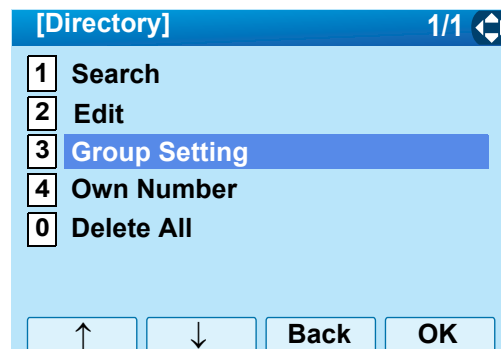 [Directory] 1/1
1 Search
2 Edit
3 Group Setting
4 Own Number
0 Delete All
↑ ↓ Back OK